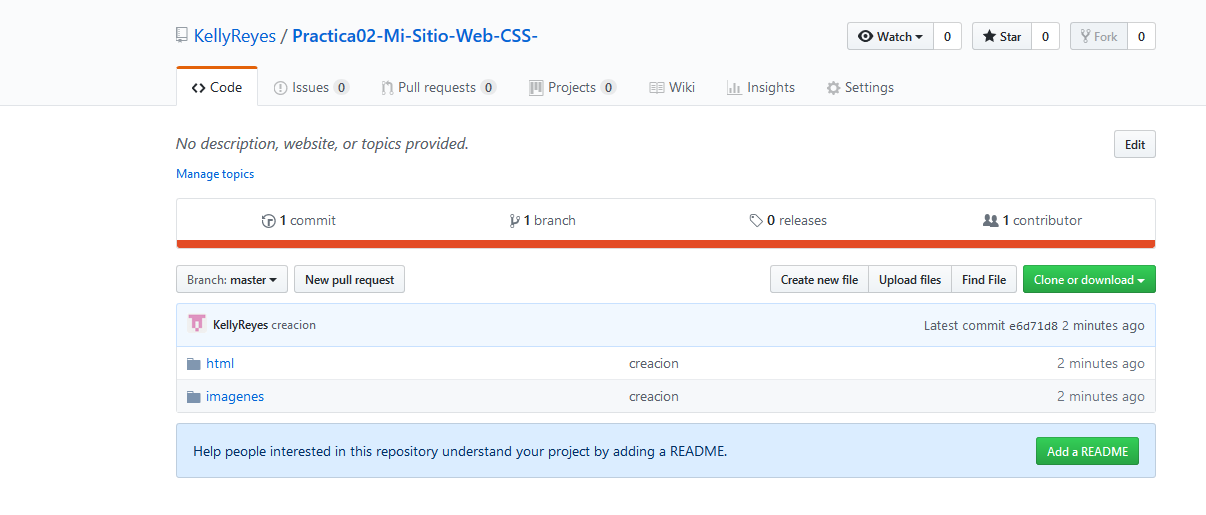 KellyReyes / Practica02-Mi-Sitio-Web-CSS-
Watch 0 Star 0 Fork 0
Code Issues 0 Pull requests 0 Projects 0 Wiki Insights Settings
No description, website, or topics provided. Edit
Manage topics
1 commit 1 branch 0 releases 1 contributor
Branch: master New pull request Create new file Upload files Find File Clone or download
KellyReyes creacion Latest commit e6d71d8 2 minutes ago
html creacion 2 minutes ago
imagenes creacion 2 minutes ago
Help people interested in this repository understand your project by adding a README. Add a README